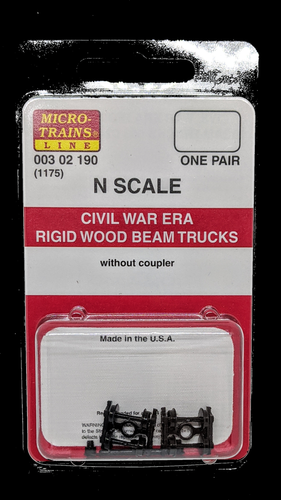 MICRO-
TRAINS®
LINE
003 02 190
(1175)
ONE PAIR
N SCALE
CIVIL WAR ERA
RIGID WOOD BEAM TRUCKS
without coupler
Made in the U.S.A.